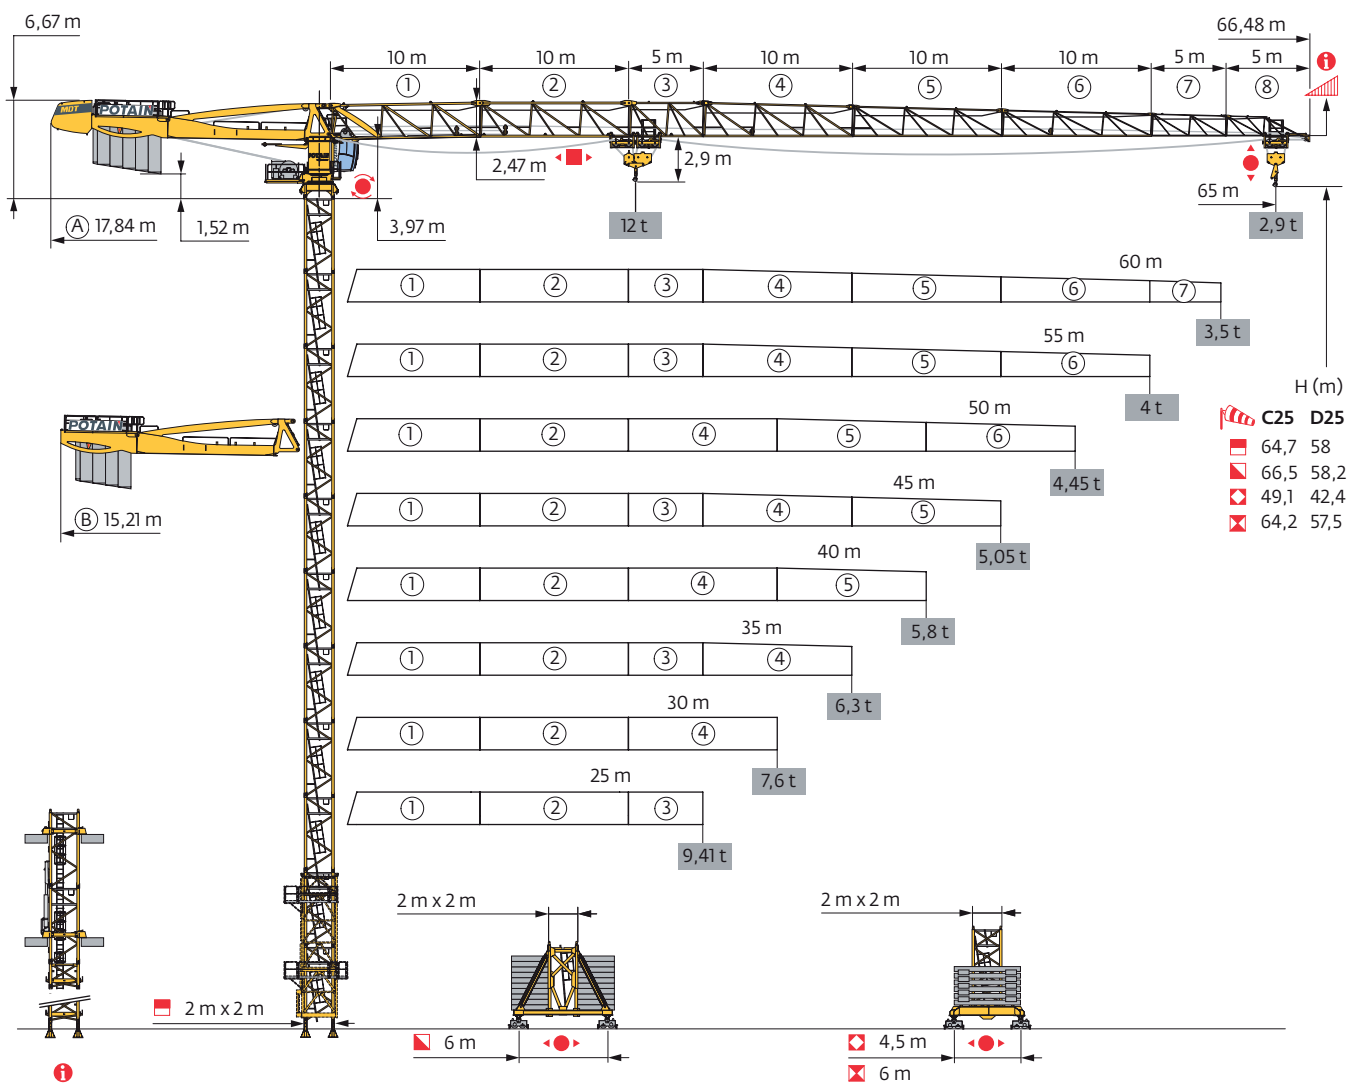 6,67 m
66,48 m
10 m 10 m 5 m 10 m 10 m 10 m 5 m 5 m
1 2 3 4 5 6 7 8
MDT POTAIN
POTAIN
2,47 m
2,9 m
A 17,84 m
1,52 m
3,97 m
12 t
65 m
2,9 t
60 m
1 2 3 4 5 6 7
3,5 t
55 m
1 2 3 4 5 6
4 t
H (m)
C25 D25
64,7 58
66,5 58,2
49,1 42,4
64,2 57,5
POTAIN
B 15,21 m
50 m
1 2 4 5 6
4,45 t
45 m
1 2 3 4 5
5,05 t
40 m
1 2 4 5
5,8 t
35 m
1 2 3 4
6,3 t
30 m
1 2 4
7,6 t
25 m
1 2 3
9,41 t
2 m x 2 m
2 m x 2 m
2 m x 2 m
6 m
4,5 m
6 m